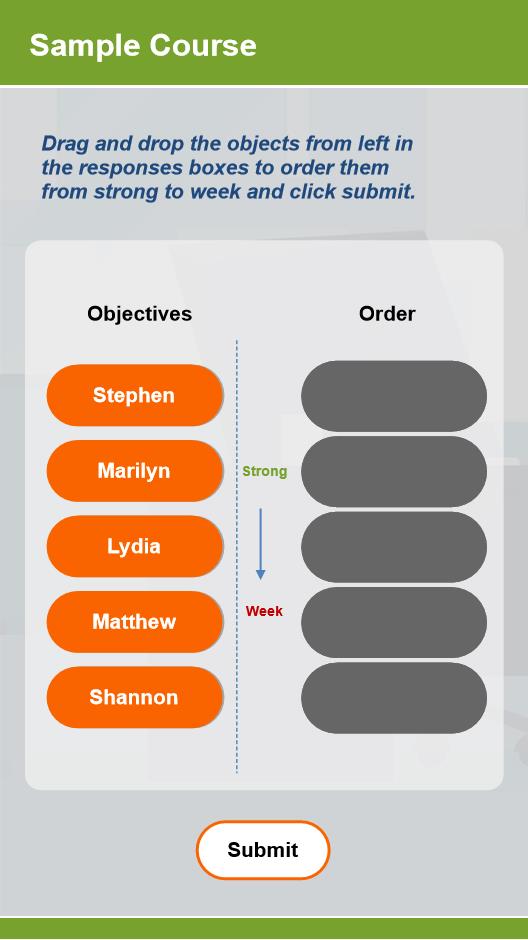 Sample Course
Drag and drop the objects from left in
the responses boxes to order them
from strong to week and click submit.
Objectives
Order
Stephen
Marilyn
Strong
Lydia
Matthew
Week
Shannon
Submit